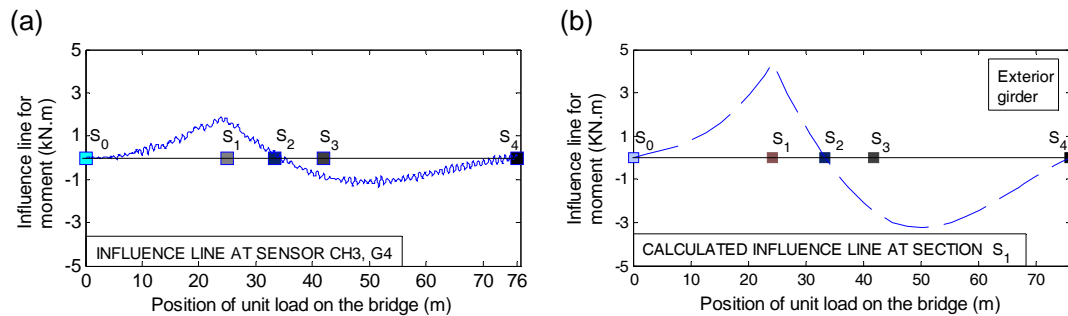 (a)
(b)
Influence line for
moment (kN.m)
5
3
1
-1
-3
-5
S0
S1
S2
S3
S4
INFLUENCE LINE AT SENSOR CH3, G4
0
10
20
30
40
50
60
70
76
Position of unit load on the bridge (m)
Influence line for
moment (KN.m)
5
3
1
-1
-3
-5
Exterior
girder
S0
S1
S2
S3
S4
CALCULATED INFLUENCE LINE AT SECTION S1
0
10
20
30
40
50
60
70
Position of unit load on the bridge (m)